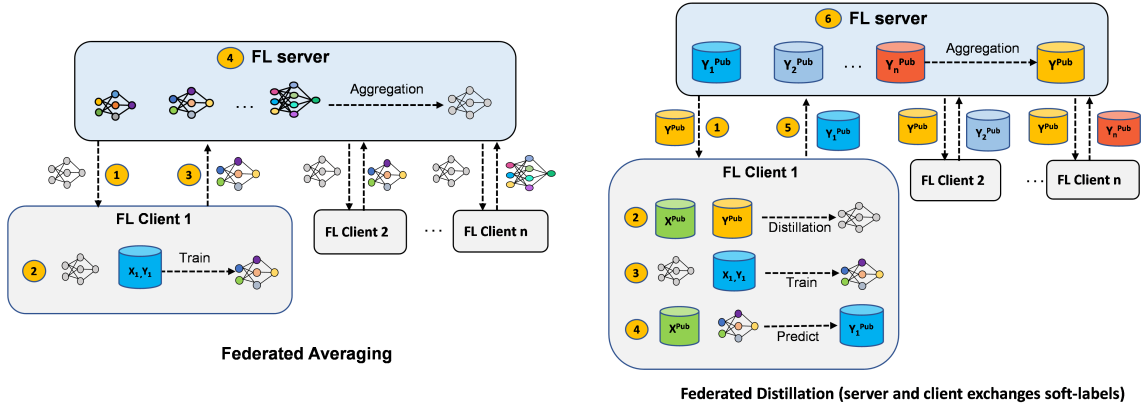 4 FL server
Aggregation
...
1
3
FL Client 1
2
X₁,Y₁
Train
FL Client 2
...
FL Client n
Federated Averaging
6
FL server
Y₁ᴾᵘᵇ
Y₂ᴾᵘᵇ
...
Yₙᴾᵘᵇ
Aggregation
Yᴾᵘᵇ
Yᴾᵘᵇ
1
5
Y₁ᴾᵘᵇ
Yᴾᵘᵇ
Y₂ᴾᵘᵇ
Yᴾᵘᵇ
Yₙᴾᵘᵇ
FL Client 1
FL Client 2
...
FL Client n
2
Xᴾᵘᵇ
Yᴾᵘᵇ
Distillation
3
X₁,Y₁
Train
4
Xᴾᵘᵇ
Predict
Y₁ᴾᵘᵇ
Federated Distillation (server and client exchanges soft-labels)